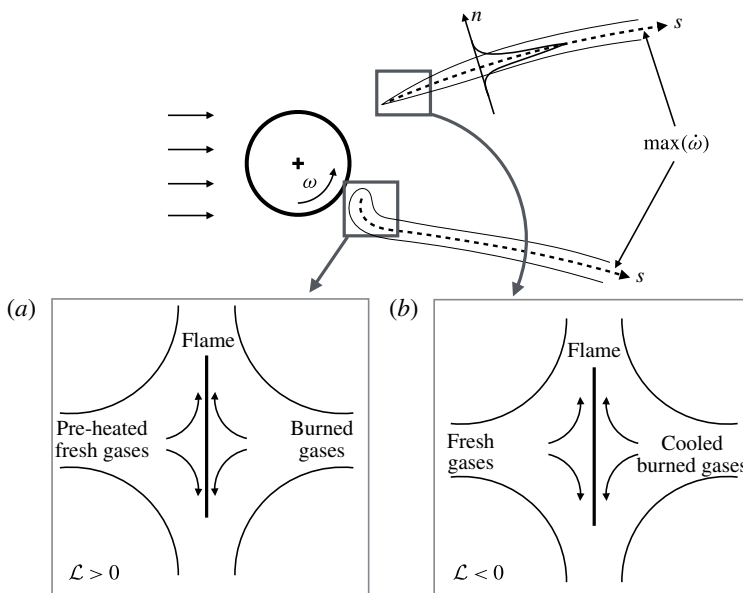 n
s
max(ω̇)
ω
s
(a)
(b)
Flame
Pre-heated
fresh gases
Burned
gases
ℒ > 0
Flame
Fresh
gases
Cooled
burned gases
ℒ < 0